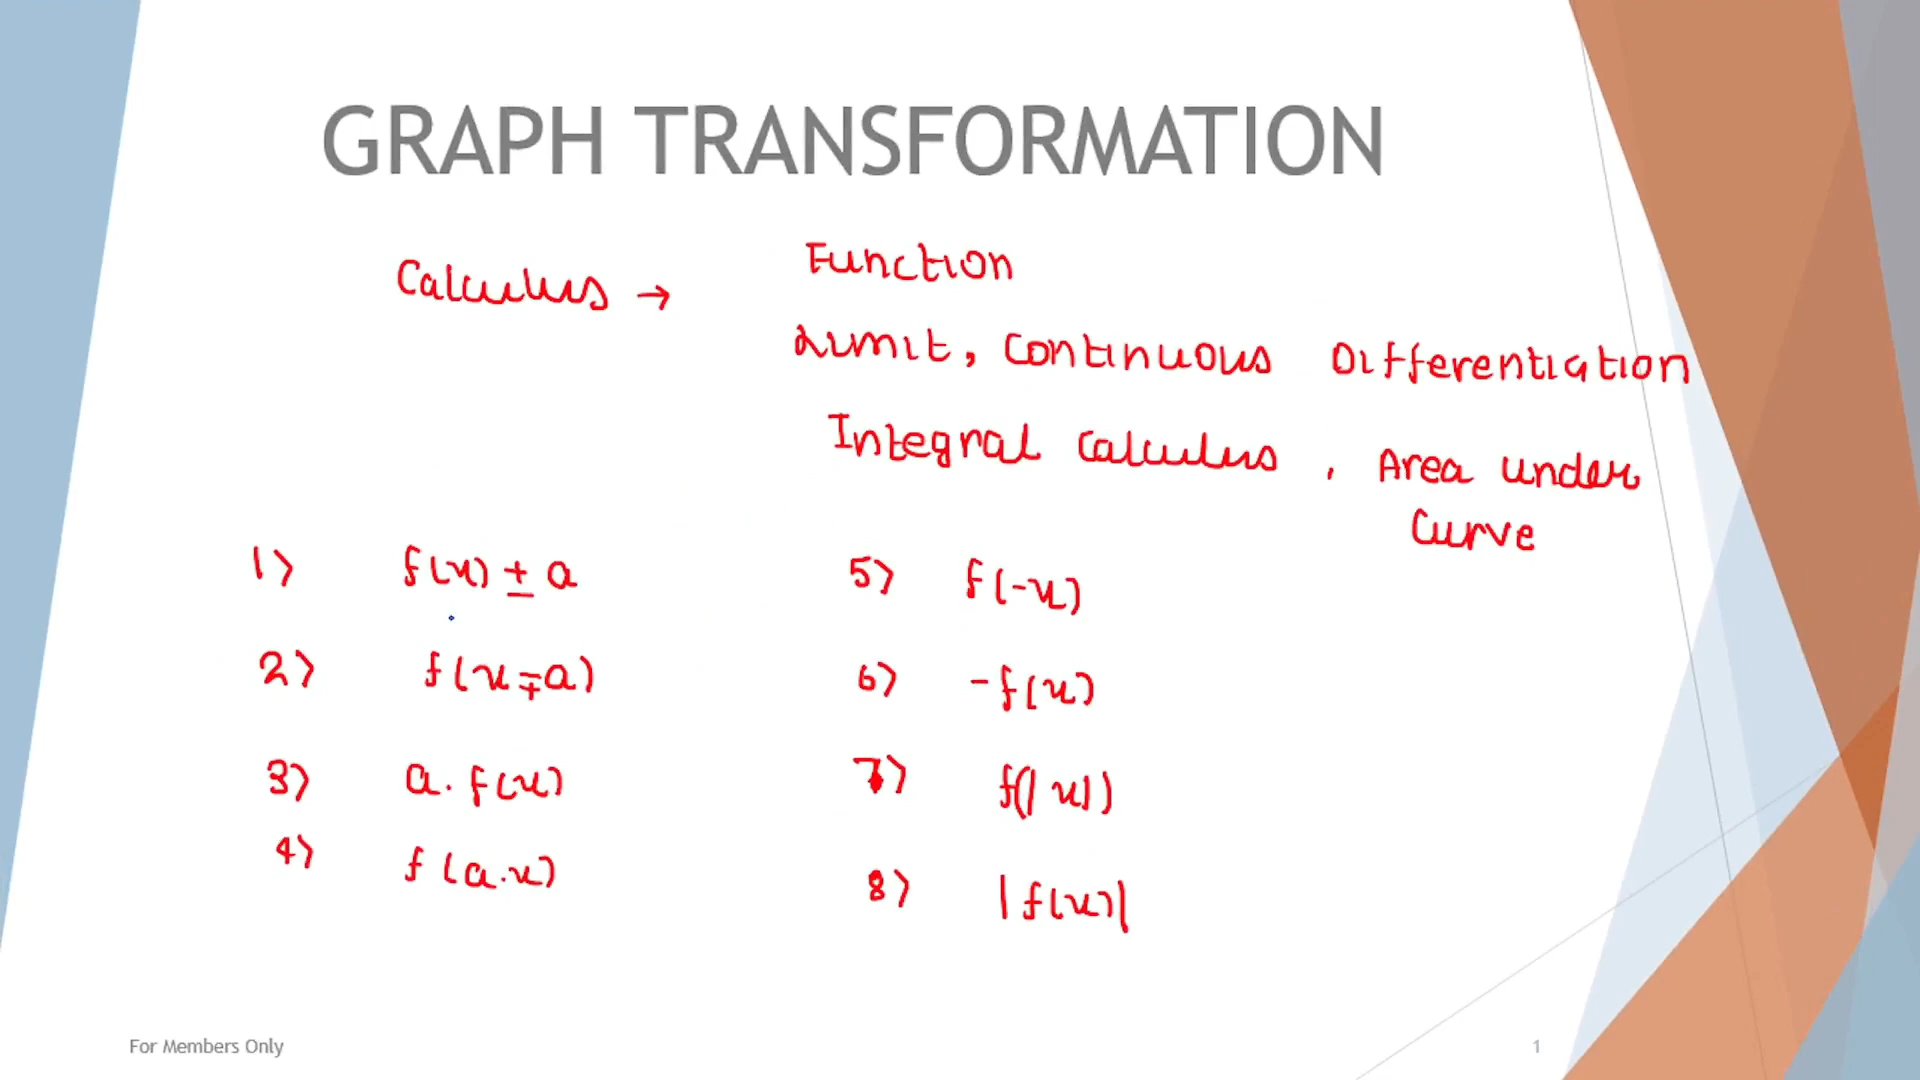 GRAPH TRANSFORMATION
Calculus → Function
Limit, Continuous Differentiation
Integral Calculus, Area under
Curve
1) f(x) ± a
2) f(x ∓ a)
3) a. f(x)
4) f(a.x)
5) f(-x)
6) -f(x)
7) f(|x|)
8) |f(x)|
For Members Only
1